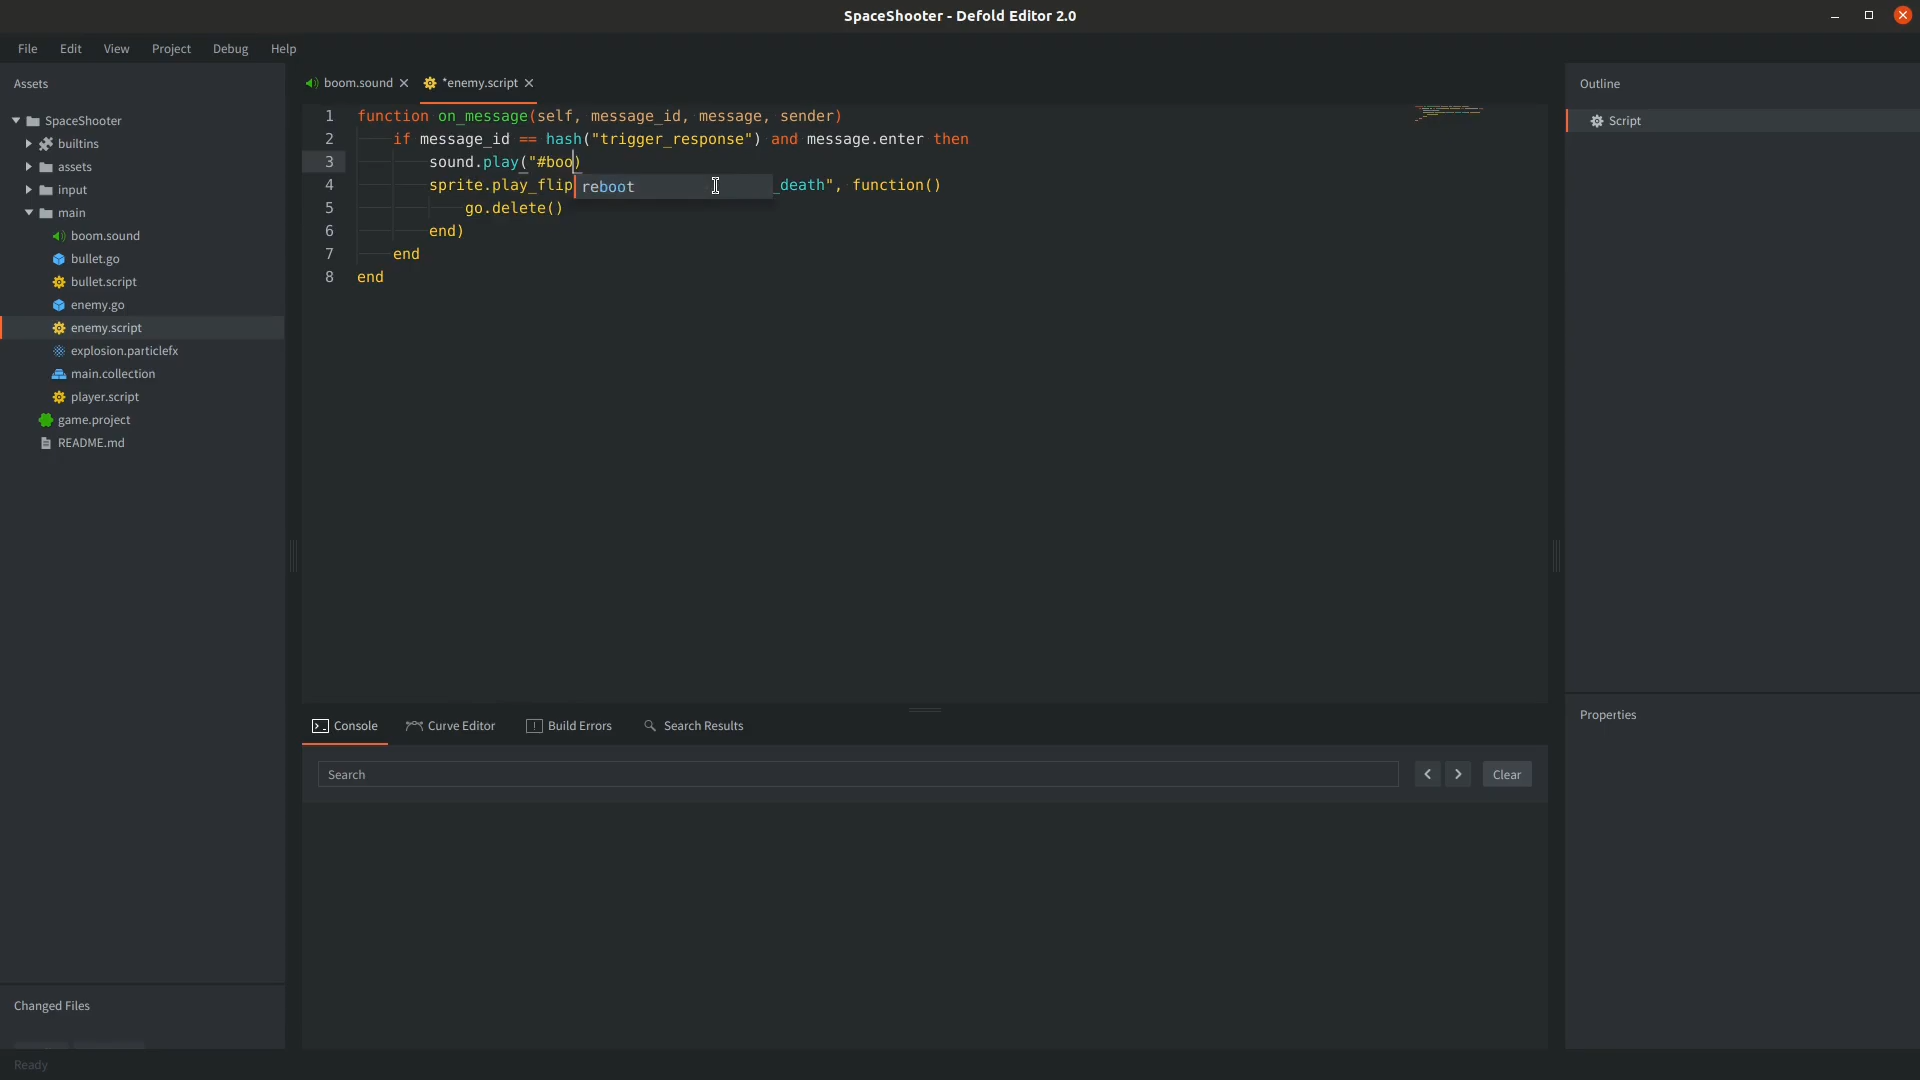 SpaceShooter - Defold Editor 2.0
File Edit View Project Debug Help
Assets
SpaceShooter
builtins
assets
input
main
boom.sound
bullet.go
bullet.script
enemy.go
enemy.script
explosion.particlefx
main.collection
player.script
game.project
README.md
Changed Files
Ready
boom.sound *enemy.script
1 function on_message(self, message_id, message, sender)
2 if message_id == hash("trigger_response") and message.enter then
3 sound.play("#boo)
4 sprite.play_flip _death", function()
reboot
5 go.delete()
6 end)
7 end
8 end
Console Curve Editor Build Errors Search Results
Search Clear
Outline
Script
Properties